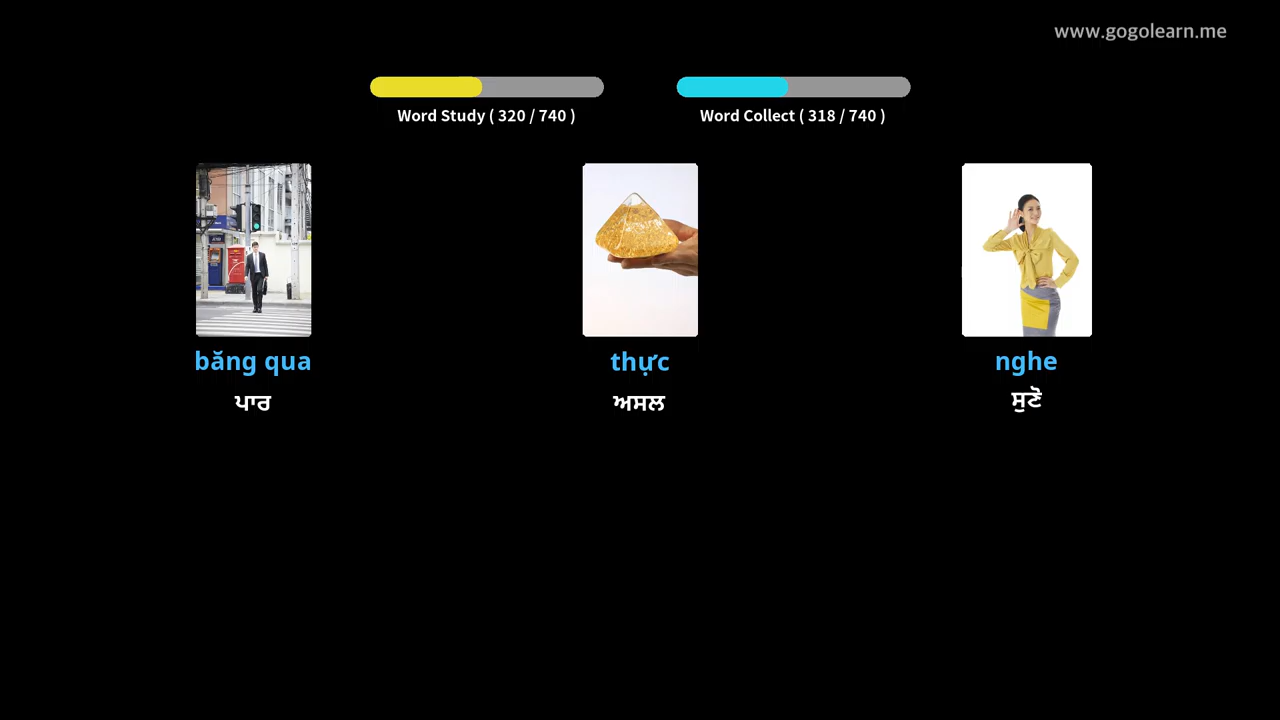 www.gogolearn.me
Word Study ( 320 / 740 )
Word Collect ( 318 / 740 )
băng qua
thực
nghe
ਪਾਰ
ਅਸਲ
ਸੁਣੋ